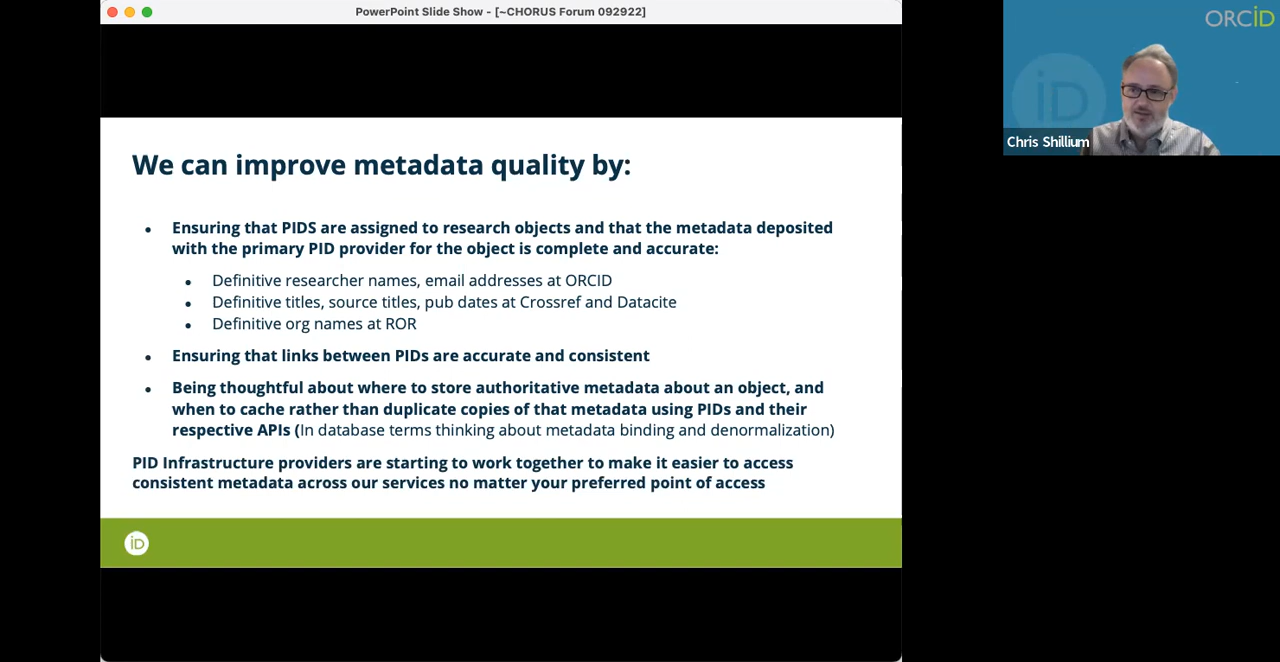 PowerPoint Slide Show - [~CHORUS Forum 092922]
ORCID
iD
Chris Shillium
We can improve metadata quality by:
• Ensuring that PIDS are assigned to research objects and that the metadata deposited
with the primary PID provider for the object is complete and accurate:
• Definitive researcher names, email addresses at ORCID
• Definitive titles, source titles, pub dates at Crossref and Datacite
• Definitive org names at ROR
• Ensuring that links between PIDs are accurate and consistent
• Being thoughtful about where to store authoritative metadata about an object, and
when to cache rather than duplicate copies of that metadata using PIDs and their
respective APIs (In database terms thinking about metadata binding and denormalization)
PID Infrastructure providers are starting to work together to make it easier to access
consistent metadata across our services no matter your preferred point of access
iD